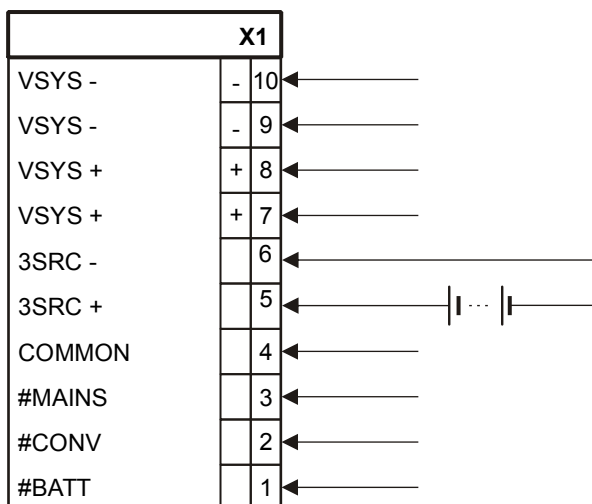 X1
VSYS - - 10
VSYS - - 9
VSYS + + 8
VSYS + + 7
3SRC - 6
3SRC + 5
COMMON 4
#MAINS 3
#CONV 2
#BATT 1